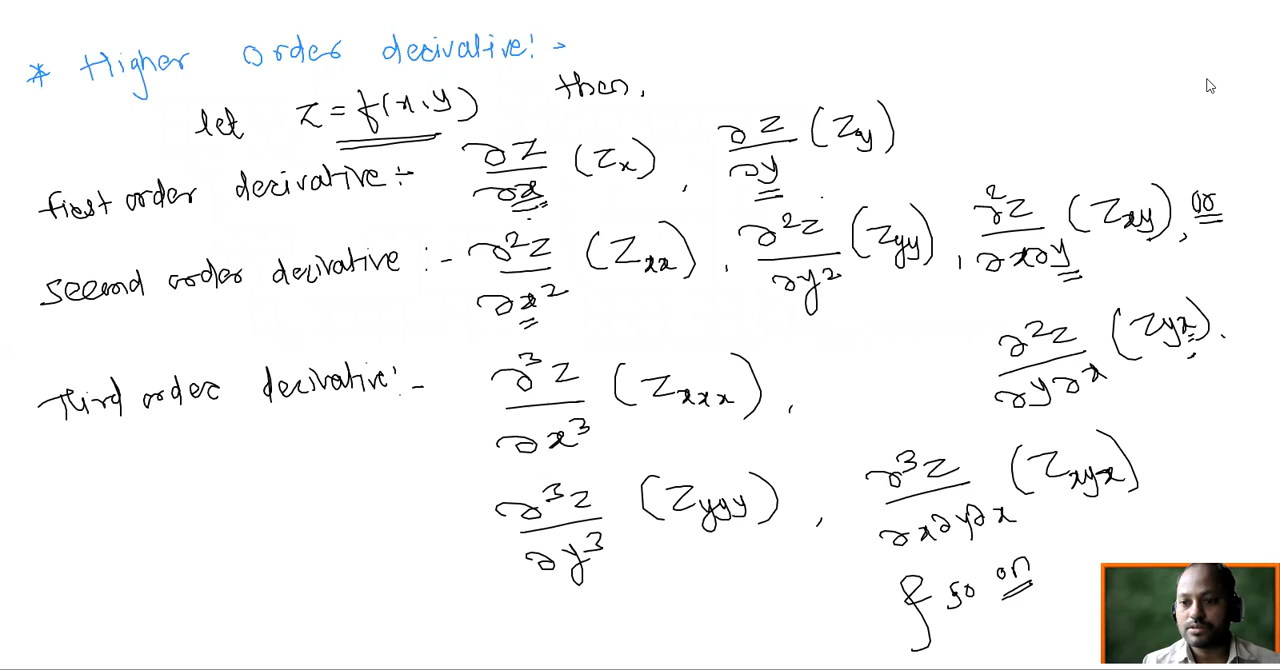 * Higher order derivative:-
let z = f(x,y) then,
first order derivative:- ∂z/∂x (Zx), ∂z/∂y (Zy)
second order derivative:- ∂²z/∂x² (Zxx), ∂²z/∂y² (Zyy), ∂²z/∂x∂y (Zxy), or
∂²z/∂y∂x (Zyx).
Third order derivative:- ∂³z/∂x³ (Zxxx),
∂³z/∂y³ (Zyyy), ∂³z/∂x∂y∂x (Zxyx)
& so on